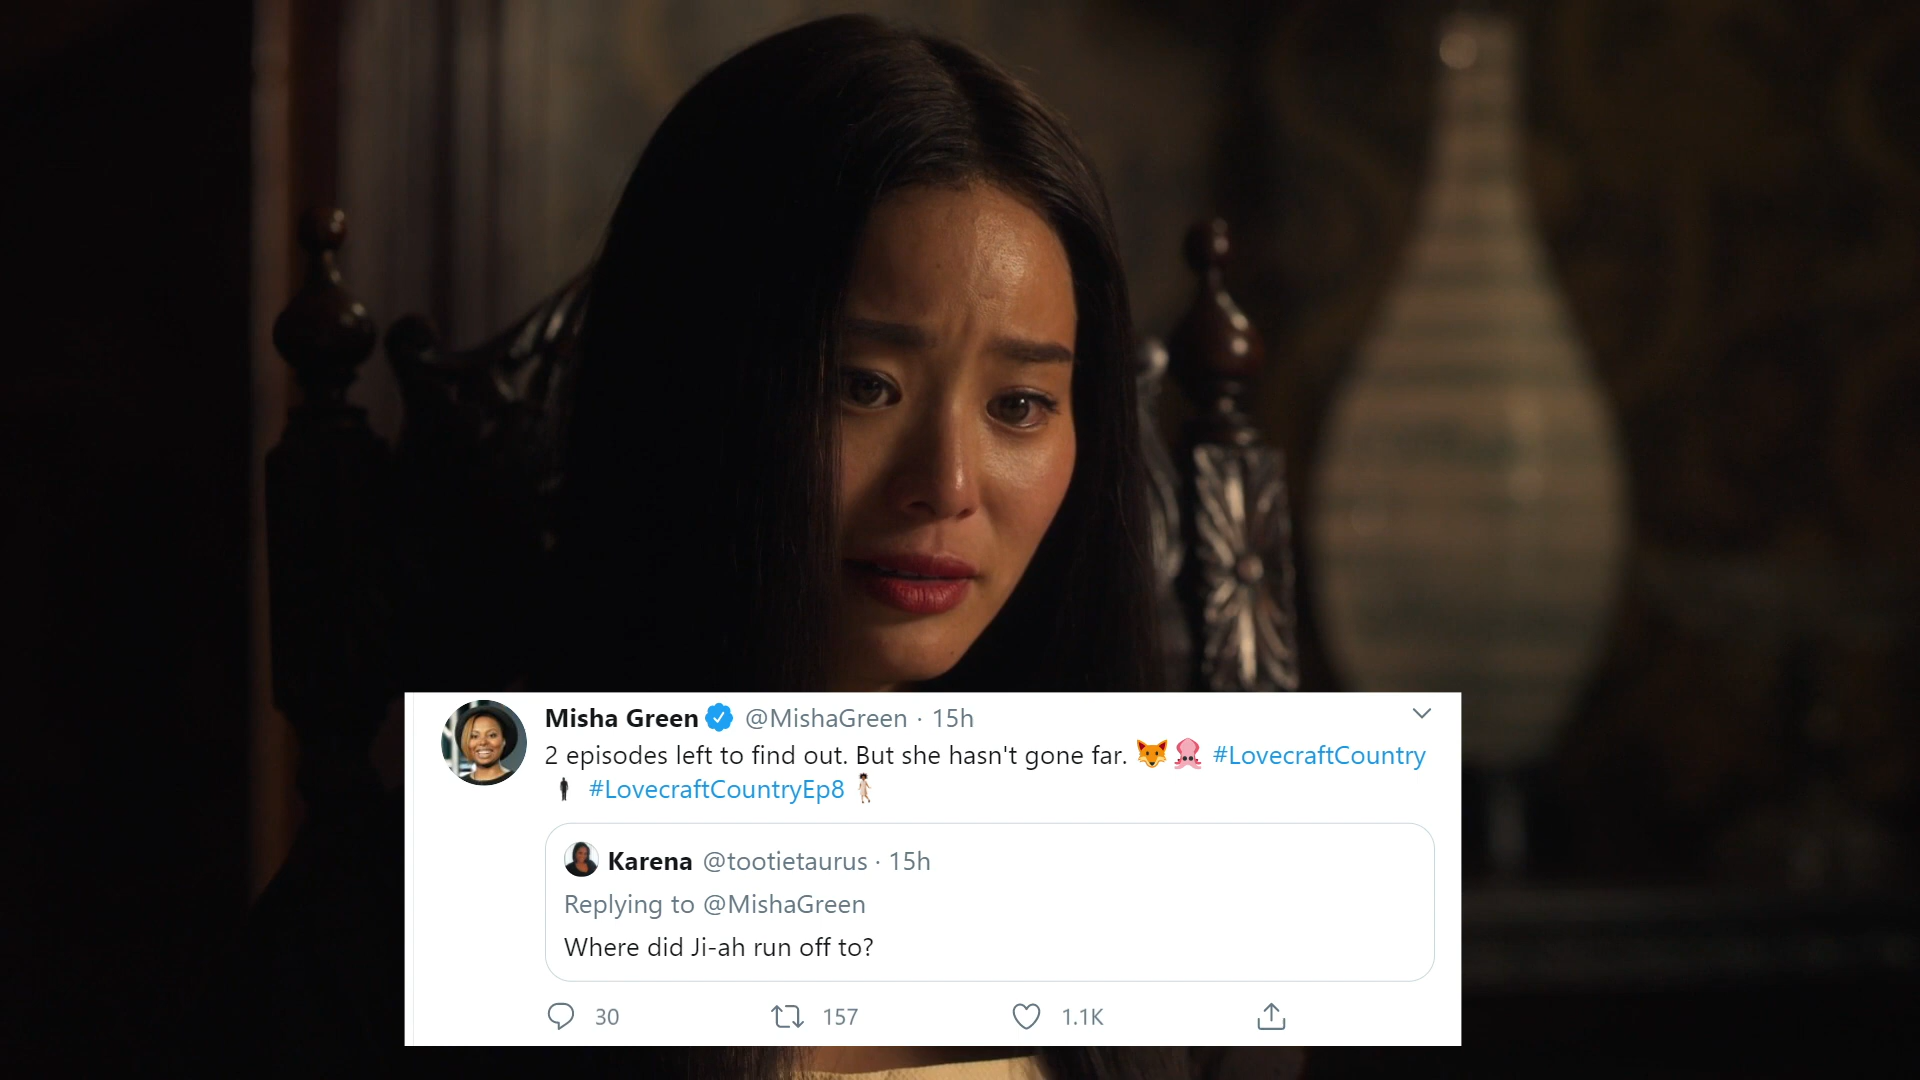 Misha Green @MishaGreen · 15h
2 episodes left to find out. But she hasn't gone far. 🦊🦑 #LovecraftCountry
🕴🏿 #LovecraftCountryEp8 💃
Karena @tootietaurus · 15h
Replying to @MishaGreen
Where did Ji-ah run off to?
30 157 1.1K